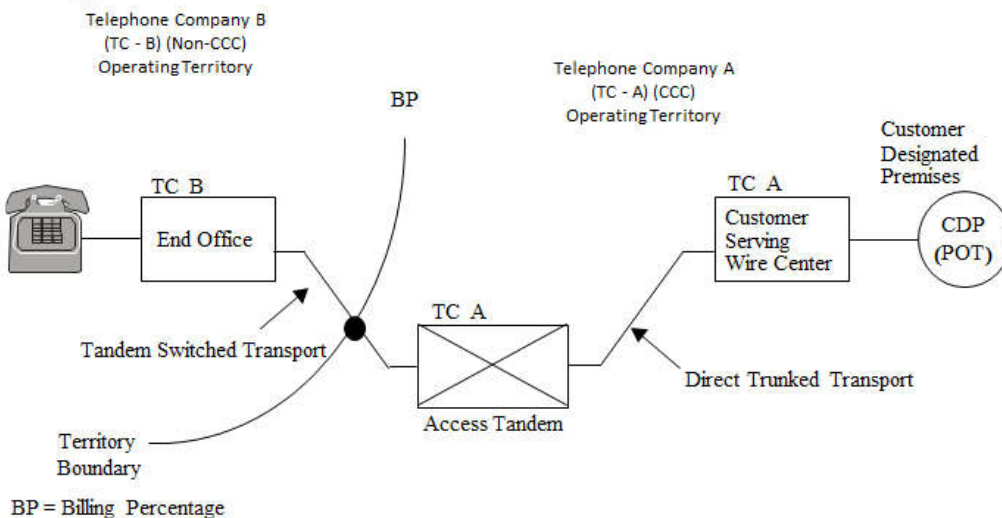 Telephone Company B
(TC - B) (Non-CCC)
Operating Territory
Telephone Company A
(TC - A) (CCC)
Operating Territory
BP
Customer
Designated
Premises
TC B
End Office
TC A
Customer
Serving
Wire Center
CDP
(POT)
TC A
Tandem Switched Transport
Direct Trunked Transport
Access Tandem
Territory
Boundary
BP = Billing Percentage